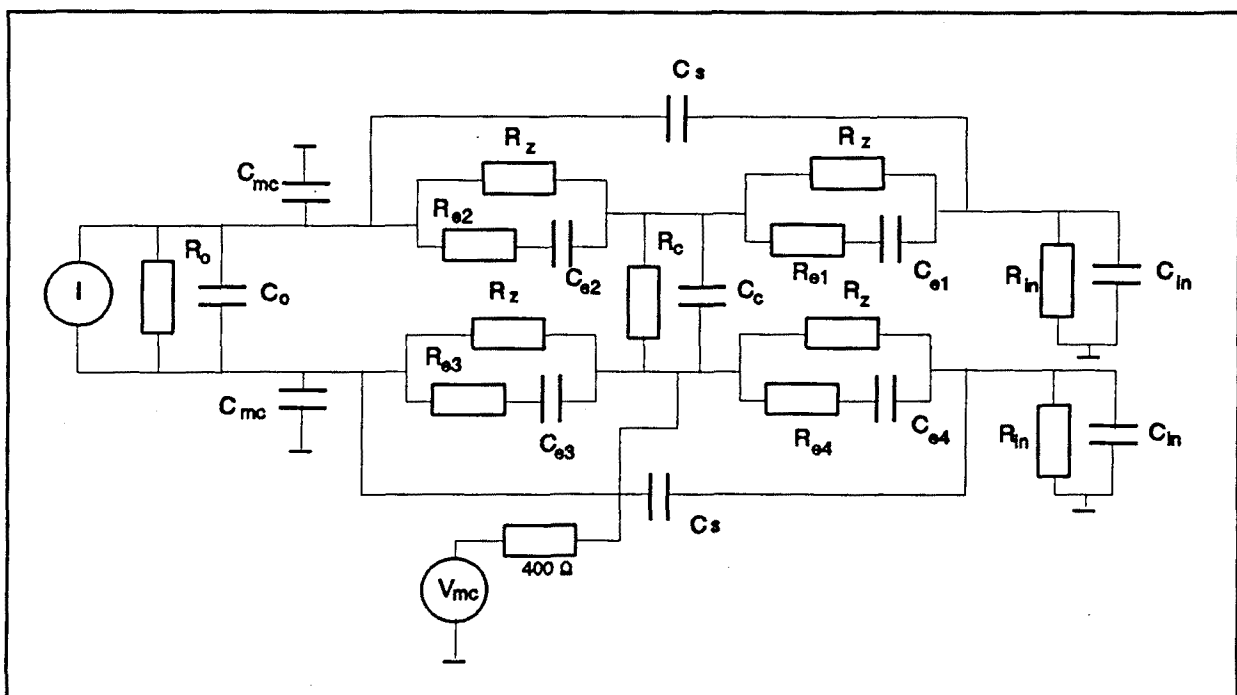 C s
R z
R z
C mc
R e2
R o
R c
C e2
R e1
C e1
R in
C in
I
C o
R z
C c
R z
R e3
C mc
C e3
R e4
C e4
R in
C in
C s
400 Ω
V mc